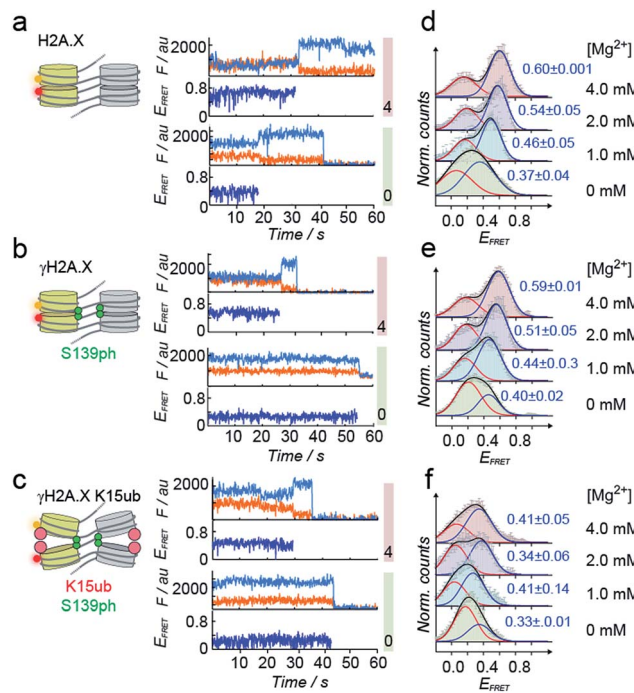 a
H2A.X
F / au
2000
E_FRET
0.8
0
4
F / au
2000
E_FRET
0.8
0
0
0 10 20 30 40 50 60
Time / s
d
Norm. counts
[Mg²⁺]
0.60±0.001
4.0 mM
0.54±0.05
2.0 mM
0.46±0.05
1.0 mM
0.37±0.04
0 mM
0.0 0.4 0.8
E_FRET
b
γH2A.X
S139ph
F / au
2000
E_FRET
0.8
0
4
F / au
2000
E_FRET
0.8
0
0
0 10 20 30 40 50 60
Time / s
e
Norm. counts
[Mg²⁺]
0.59±0.01
4.0 mM
0.51±0.05
2.0 mM
0.44±0.0.3
1.0 mM
0.40±0.02
0 mM
0.0 0.4 0.8
E_FRET
c
γH2A.X K15ub
K15ub
S139ph
F / au
2000
E_FRET
0.8
0
4
F / au
2000
E_FRET
0.8
0
0
0 10 20 30 40 50 60
Time / s
f
Norm. counts
[Mg²⁺]
0.41±0.05
4.0 mM
0.34±0.06
2.0 mM
0.41±0.14
1.0 mM
0.33±.0.01
0 mM
0.0 0.4 0.8
E_FRET